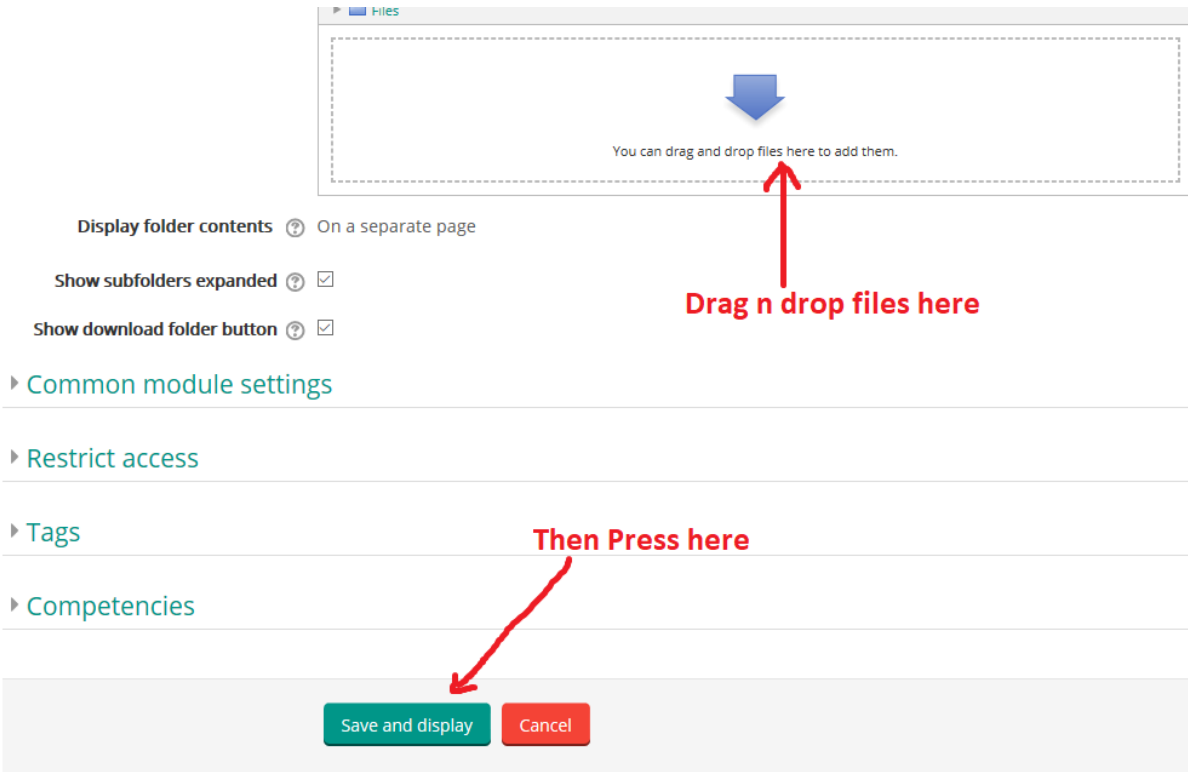 Files
You can drag and drop files here to add them.
Display folder contents On a separate page
Drag n drop files here
Show subfolders expanded
Show download folder button
Common module settings
Restrict access
Tags
Then Press here
Competencies
Save and display Cancel